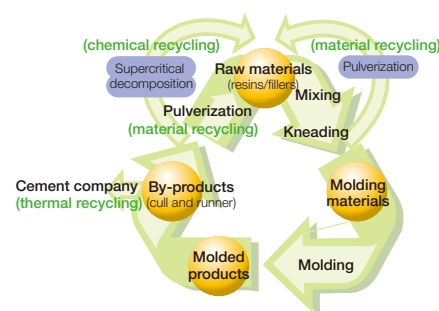 (chemical recycling)
(material recycling)
Supercritical
decomposition
Raw materials
(resins/fillers)
Pulverization
Mixing
Pulverization
(material recycling)
Kneading
Cement company
(thermal recycling)
By-products
(cull and runner)
Molding
materials
Molded
products
Molding